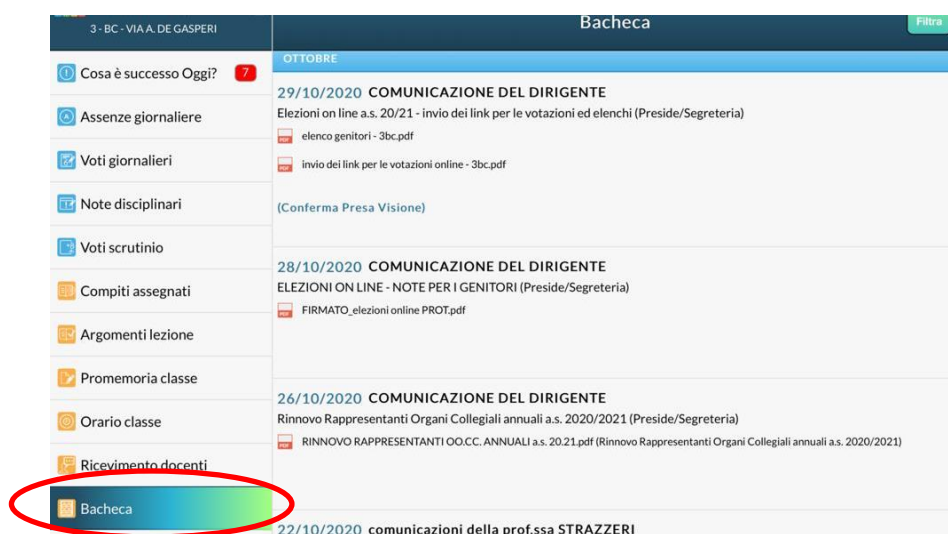 3 - BC - VIA A. DE GASPERI
Bacheca
Filtra
Cosa è successo Oggi?
7
Assenze giornaliere
Voti giornalieri
Note disciplinari
Voti scrutinio
Compiti assegnati
Argomenti lezione
Promemoria classe
Orario classe
Ricevimento docenti
Bacheca
OTTOBRE
29/10/2020 COMUNICAZIONE DEL DIRIGENTE
Elezioni on line a.s. 20/21 - invio dei link per le votazioni ed elenchi (Preside/Segreteria)
elenco genitori - 3bc.pdf
invio dei link per le votazioni online - 3bc.pdf
(Conferma Presa Visione)
28/10/2020 COMUNICAZIONE DEL DIRIGENTE
ELEZIONI ON LINE - NOTE PER I GENITORI (Preside/Segreteria)
FIRMATO_elezioni online PROT.pdf
26/10/2020 COMUNICAZIONE DEL DIRIGENTE
Rinnovo Rappresentanti Organi Collegiali annuali a.s. 2020/2021 (Preside/Segreteria)
RINNOVO RAPPRESENTANTI OO.CC. ANNUALI a.s. 20.21.pdf (Rinnovo Rappresentanti Organi Collegiali annuali a.s. 2020/2021)
22/10/2020 comunicazioni della prof.ssa STRAZZERI